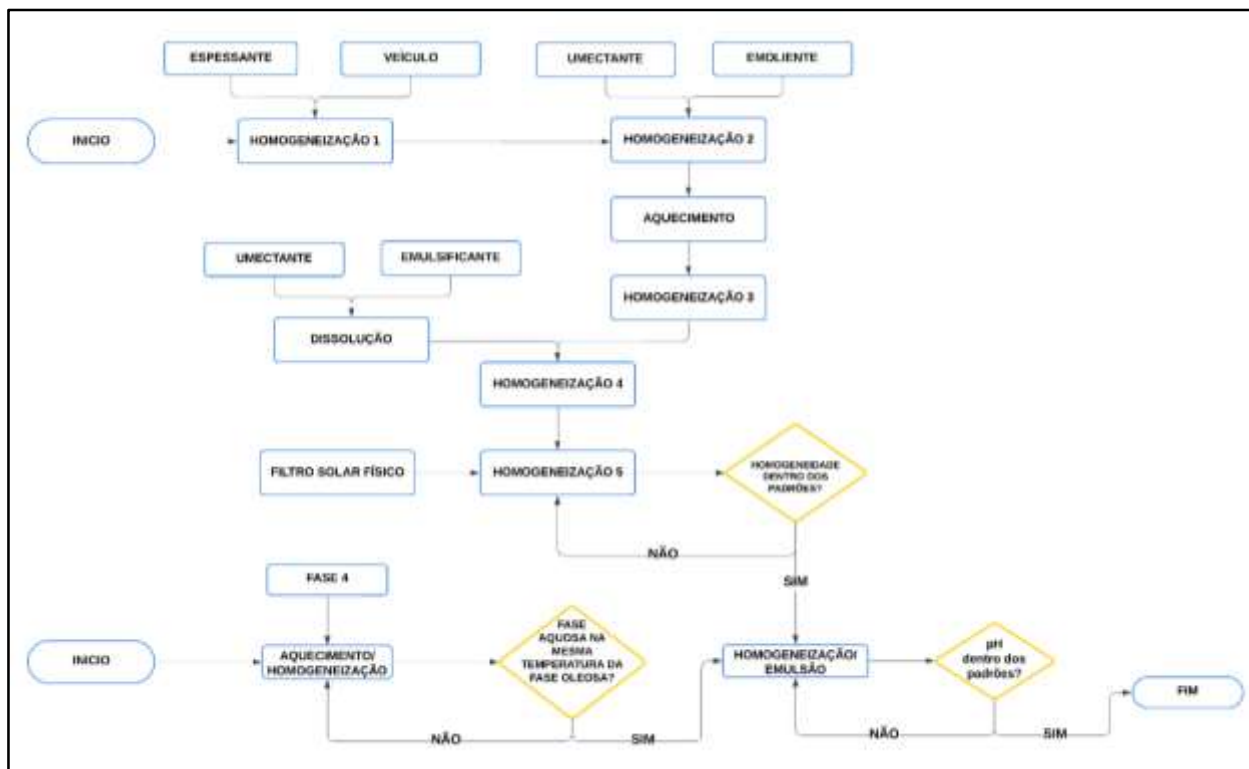 ESPESSANTE
VEÍCULO
UMECTANTE
EMOLIENTE
INICIO
HOMOGENEIZAÇÃO 1
HOMOGENEIZAÇÃO 2
AQUECIMENTO
UMECTANTE
EMULSIFICANTE
HOMOGENEIZAÇÃO 3
DISSOLUÇÃO
HOMOGENEIZAÇÃO 4
FILTRO SOLAR FÍSICO
HOMOGENEIZAÇÃO 5
HOMOGENEIDADE
DENTRO DOS
PADRÕES?
NÃO
SIM
FASE 4
INICIO
AQUECIMENTO/
HOMOGENEIZAÇÃO
FASE
AQUOSA NA
MESMA
TEMPERATURA DA
FASE OLEOSA?
HOMOGENEIZAÇÃO/
EMULSÃO
pH
dentro dos
padrões?
FIM
NÃO
SIM
NÃO
SIM